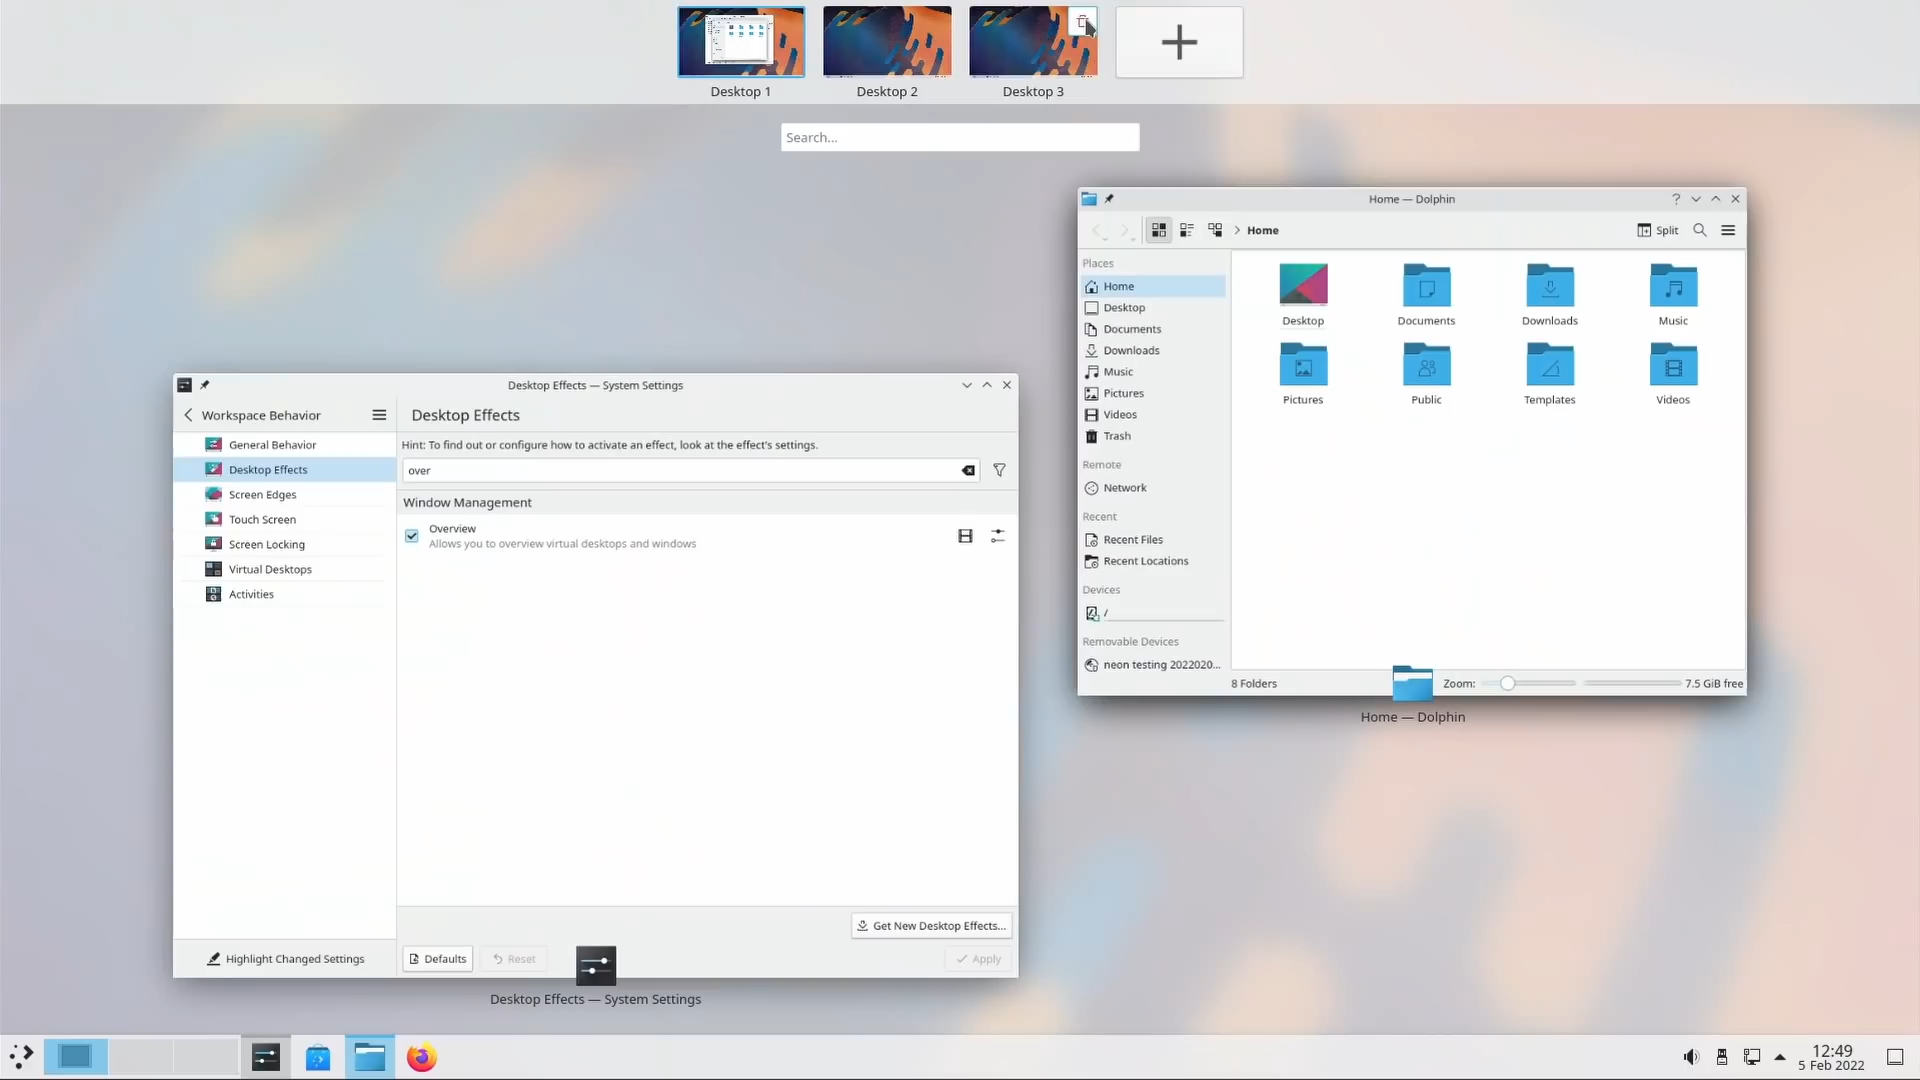 Desktop 1
Desktop 2
Desktop 3
Search...
Home — Dolphin
Home
Split
Places
Home
Desktop
Documents
Downloads
Music
Pictures
Videos
Trash
Remote
Network
Recent
Recent Files
Recent Locations
Devices
/
Removable Devices
neon testing 2022020...
Desktop
Documents
Downloads
Music
Pictures
Public
Templates
Videos
8 Folders
Zoom:
7.5 GiB free
Home — Dolphin
Desktop Effects — System Settings
Workspace Behavior
Desktop Effects
General Behavior
Desktop Effects
Screen Edges
Touch Screen
Screen Locking
Virtual Desktops
Activities
Highlight Changed Settings
Hint: To find out or configure how to activate an effect, look at the effect's settings.
over
Window Management
Overview
Allows you to overview virtual desktops and windows
Get New Desktop Effects...
Defaults
Reset
Apply
Desktop Effects — System Settings
12:49
5 Feb 2022